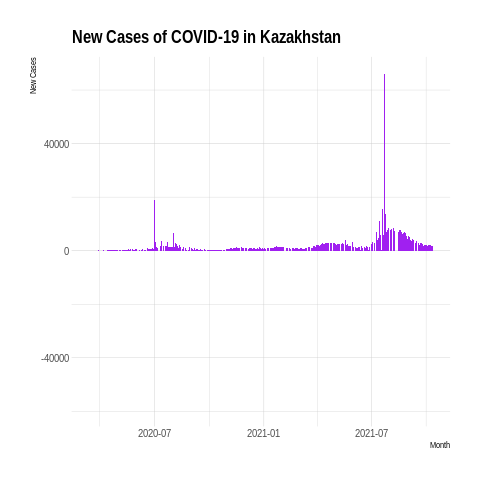 New Cases of COVID-19 in Kazakhstan
New Cases
40000
0
-40000
2020-07
2021-01
2021-07
Month